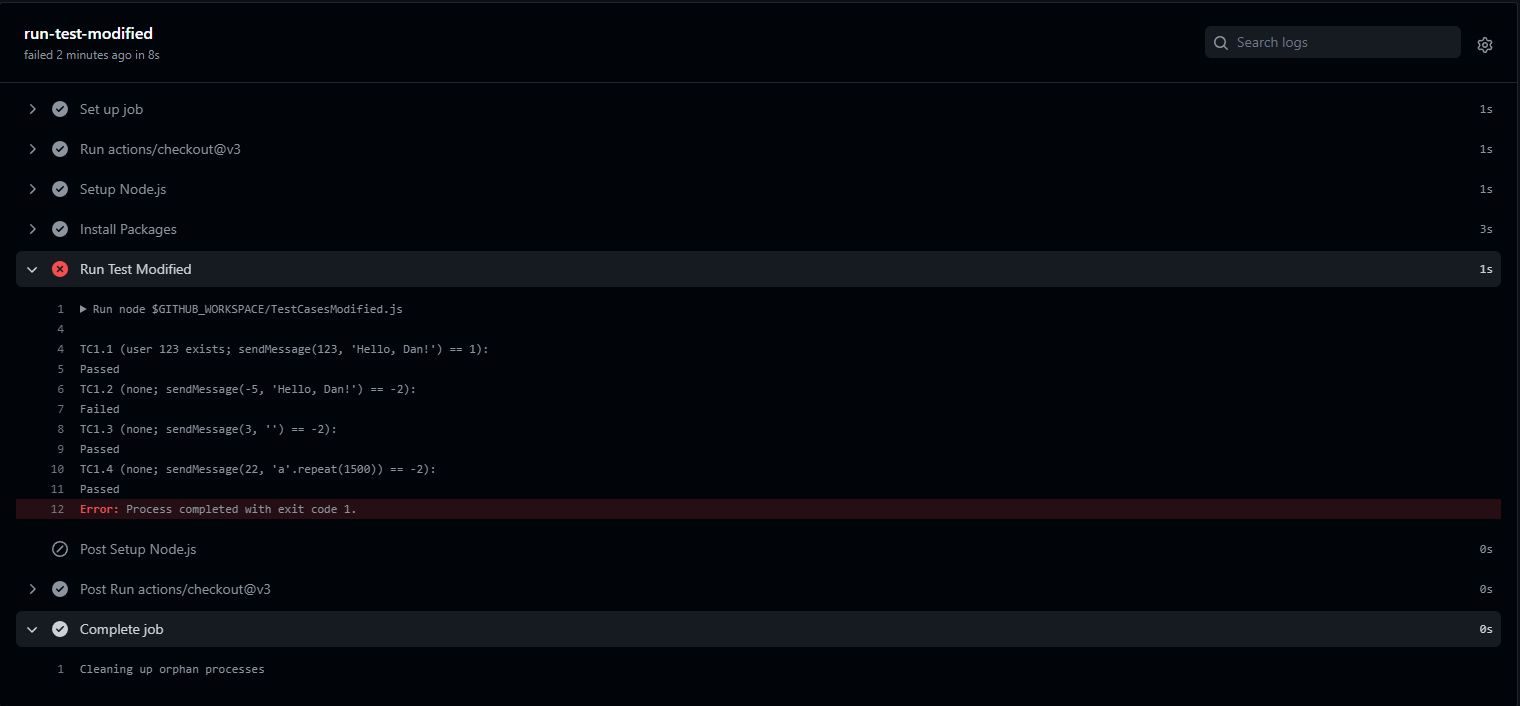 run-test-modified
failed 2 minutes ago in 8s
Search logs
Set up job 1s
Run actions/checkout@v3 1s
Setup Node.js 1s
Install Packages 3s
Run Test Modified 1s
1 Run node $GITHUB_WORKSPACE/TestCasesModified.js
4
4 TC1.1 (user 123 exists; sendMessage(123, 'Hello, Dan!') == 1):
5 Passed
6 TC1.2 (none; sendMessage(-5, 'Hello, Dan!') == -2):
7 Failed
8 TC1.3 (none; sendMessage(3, '') == -2):
9 Passed
10 TC1.4 (none; sendMessage(22, 'a'.repeat(1500)) == -2):
11 Passed
12 Error: Process completed with exit code 1.
Post Setup Node.js 0s
Post Run actions/checkout@v3 0s
Complete job 0s
1 Cleaning up orphan processes